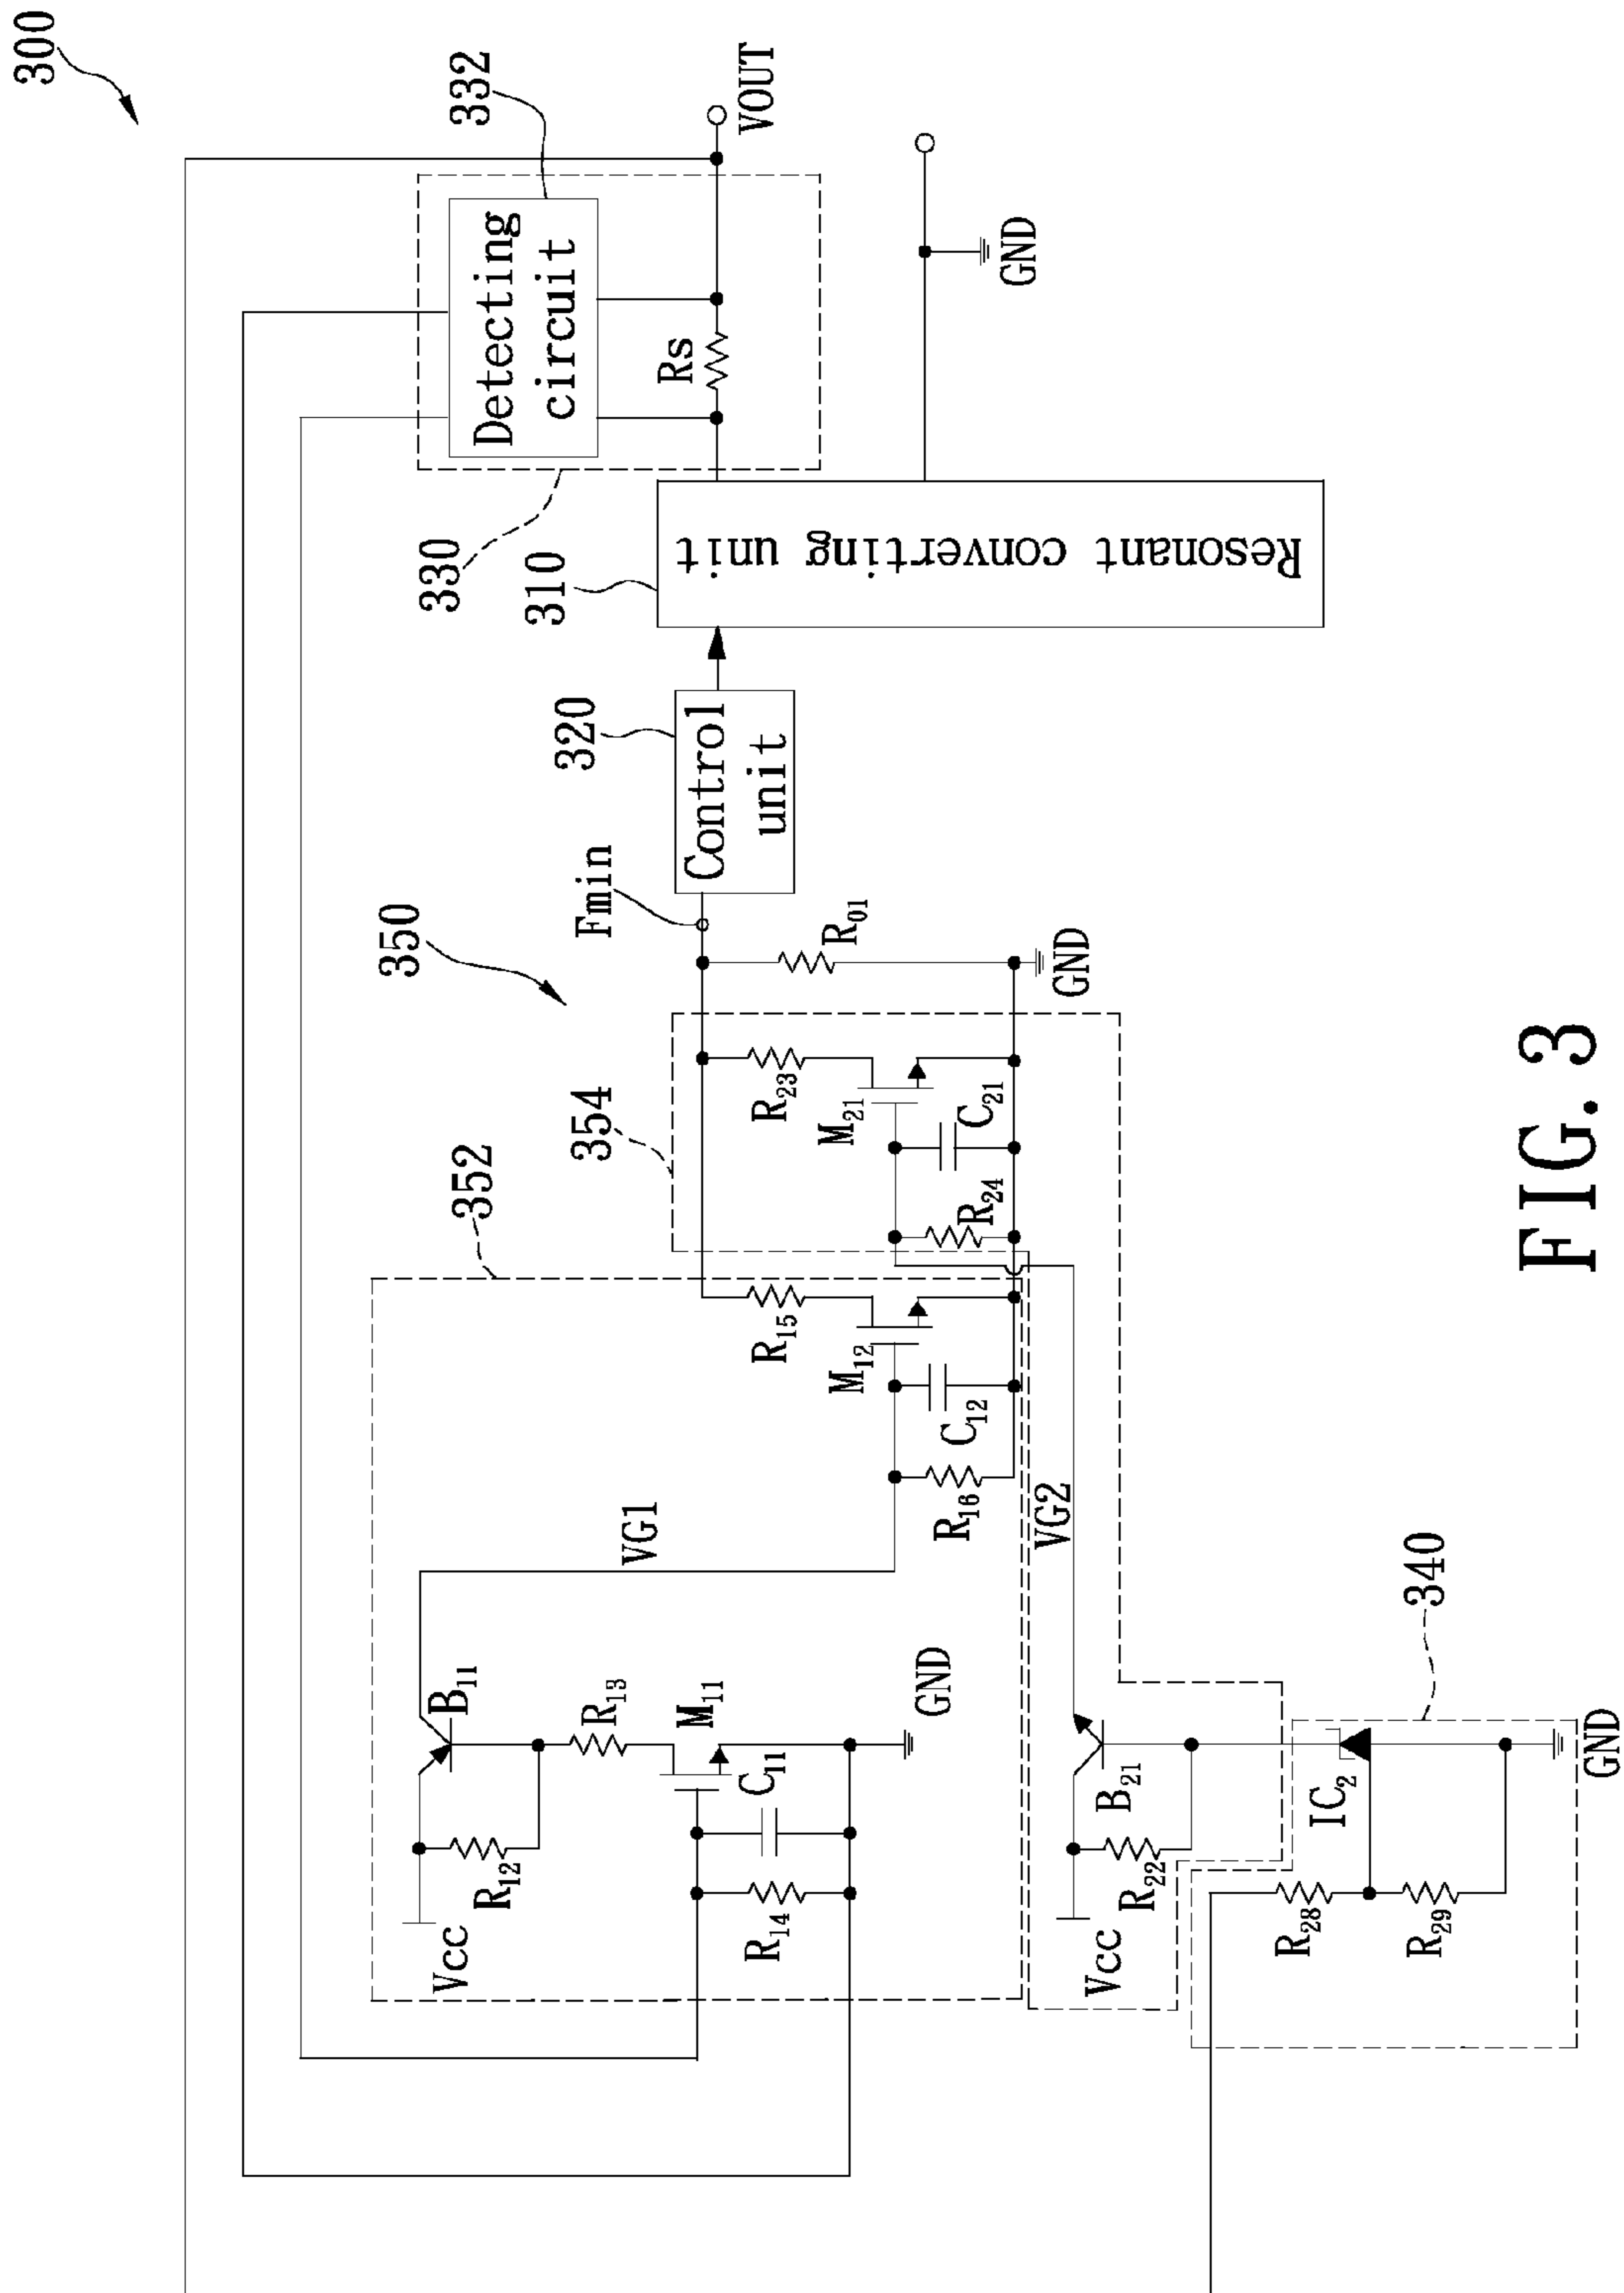 300
332
VOUT
Detecting
circuit
Rs
GND
330
310
Resonant converting unit
320
Control
unit
Fmin
350
R01
GND
354
R23
M21
C21
R24
352
R15
M12
C12
R16
VG1
VG2
B11
R13
M11
C11
GND
R12
R14
Vcc
B21
R22
Vcc
340
IC2
R28
R29
GND
FIG. 3